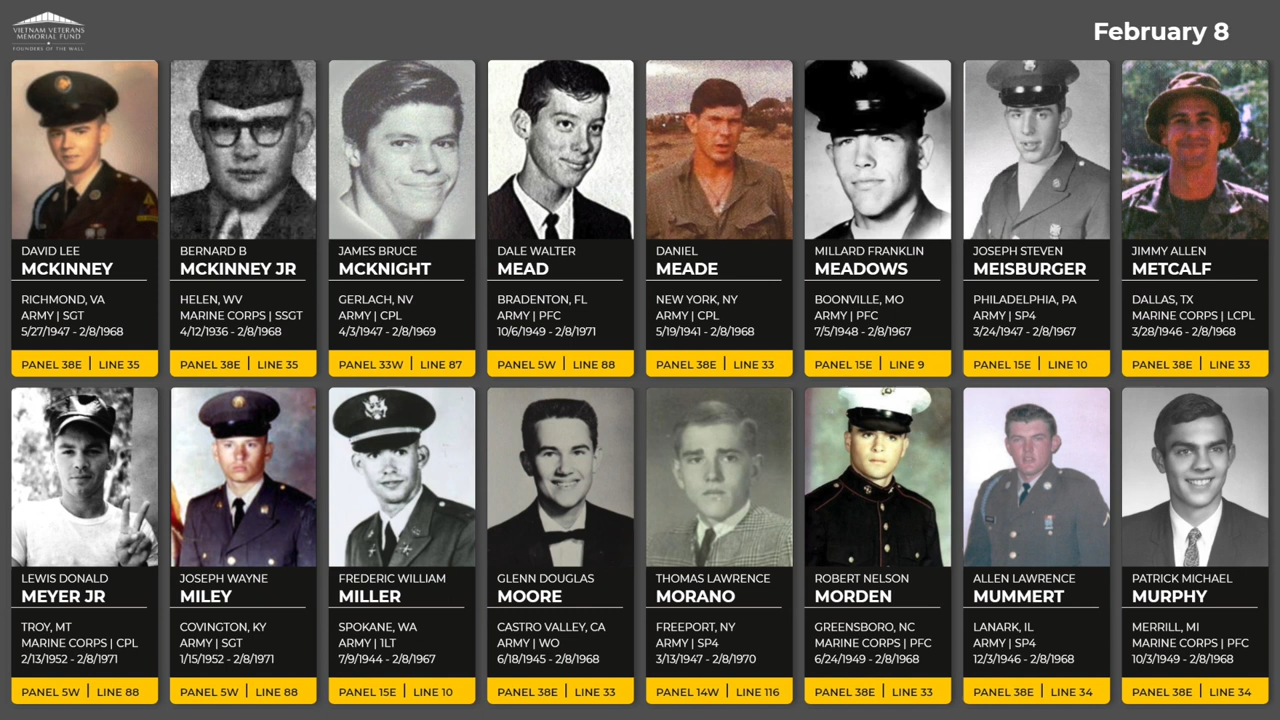 VIETNAM VETERANS
MEMORIAL FUND
FOUNDERS OF THE WALL
February 8
DAVID LEE
MCKINNEY
RICHMOND, VA
ARMY | SGT
5/27/1947 - 2/8/1968
PANEL 38E | LINE 35
BERNARD B
MCKINNEY JR
HELEN, WV
MARINE CORPS | SSGT
4/12/1936 - 2/8/1968
PANEL 38E | LINE 35
JAMES BRUCE
MCKNIGHT
GERLACH, NV
ARMY | CPL
4/3/1947 - 2/8/1969
PANEL 33W | LINE 87
DALE WALTER
MEAD
BRADENTON, FL
ARMY | PFC
10/6/1949 - 2/8/1971
PANEL 5W | LINE 88
DANIEL
MEADE
NEW YORK, NY
ARMY | CPL
5/19/1941 - 2/8/1968
PANEL 38E | LINE 33
MILLARD FRANKLIN
MEADOWS
BOONVILLE, MO
ARMY | PFC
7/5/1948 - 2/8/1967
PANEL 15E | LINE 9
JOSEPH STEVEN
MEISBURGER
PHILADELPHIA, PA
ARMY | SP4
3/24/1947 - 2/8/1967
PANEL 15E | LINE 10
JIMMY ALLEN
METCALF
DALLAS, TX
MARINE CORPS | LCPL
3/28/1946 - 2/8/1968
PANEL 38E | LINE 33
LEWIS DONALD
MEYER JR
TROY, MT
MARINE CORPS | CPL
2/13/1952 - 2/8/1971
PANEL 5W | LINE 88
JOSEPH WAYNE
MILEY
COVINGTON, KY
ARMY | SGT
1/15/1952 - 2/8/1971
PANEL 5W | LINE 88
FREDERIC WILLIAM
MILLER
SPOKANE, WA
ARMY | 1LT
7/9/1944 - 2/8/1967
PANEL 15E | LINE 10
GLENN DOUGLAS
MOORE
CASTRO VALLEY, CA
ARMY | WO
6/18/1945 - 2/8/1968
PANEL 38E | LINE 33
THOMAS LAWRENCE
MORANO
FREEPORT, NY
ARMY | SP4
3/13/1947 - 2/8/1970
PANEL 14W | LINE 116
ROBERT NELSON
MORDEN
GREENSBORO, NC
MARINE CORPS | PFC
6/24/1949 - 2/8/1968
PANEL 38E | LINE 33
ALLEN LAWRENCE
MUMMERT
LANARK, IL
ARMY | SP4
12/3/1946 - 2/8/1968
PANEL 38E | LINE 34
PATRICK MICHAEL
MURPHY
MERRILL, MI
MARINE CORPS | PFC
10/3/1949 - 2/8/1968
PANEL 38E | LINE 34